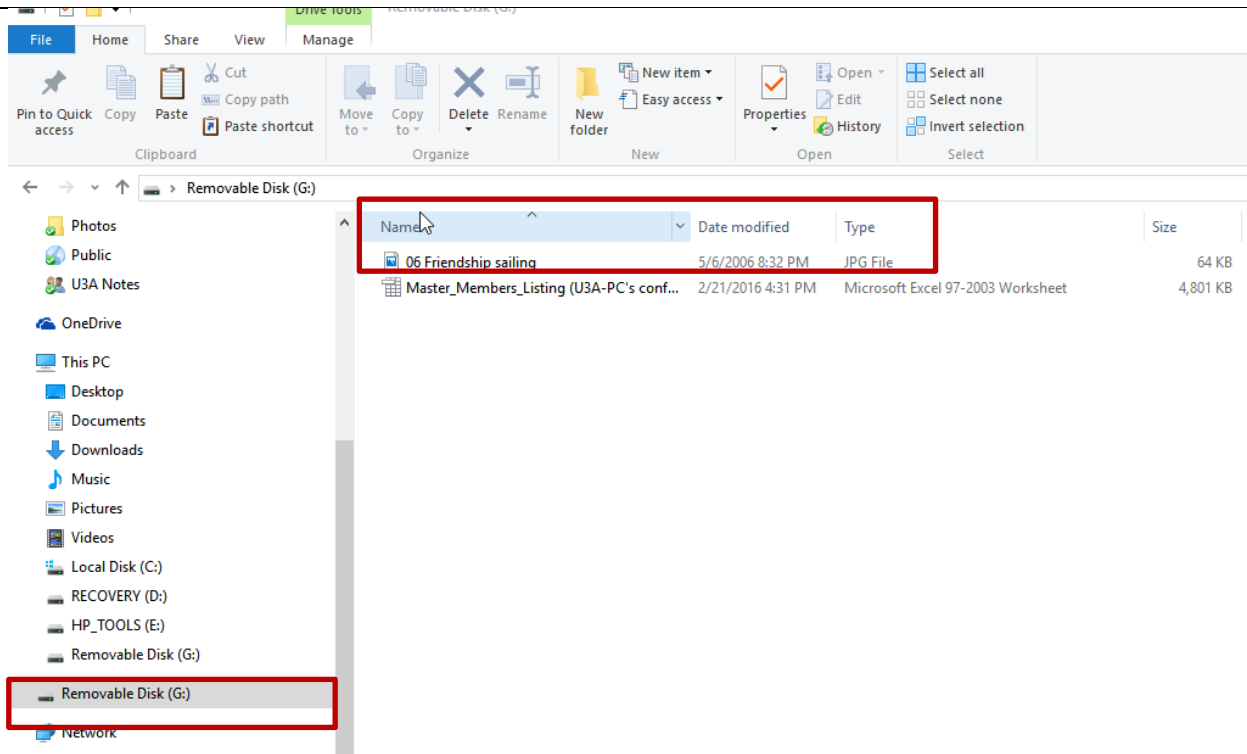 Drive Tools Removable Disk (G:)
File Home Share View Manage
Pin to Quick access
Copy
Paste
Cut
Copy path
Paste shortcut
Clipboard
Move to
Copy to
Delete
Rename
Organize
New folder
New item
Easy access
New
Properties
Open
Edit
History
Open
Select all
Select none
Invert selection
Select
Removable Disk (G:)
Photos
Public
U3A Notes
OneDrive
This PC
Desktop
Documents
Downloads
Music
Pictures
Videos
Local Disk (C:)
RECOVERY (D:)
HP_TOOLS (E:)
Removable Disk (G:)
Removable Disk (G:)
Network
Name Date modified Type Size
06 Friendship sailing 5/6/2006 8:32 PM JPG File 64 KB
Master_Members_Listing (U3A-PC's conf... 2/21/2016 4:31 PM Microsoft Excel 97-2003 Worksheet 4,801 KB